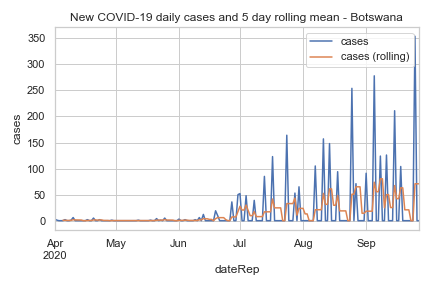 New COVID-19 daily cases and 5 day rolling mean - Botswana
cases
cases (rolling)
350
300
250
200
150
100
50
0
cases
Apr
2020
May
Jun
Jul
Aug
Sep
dateRep